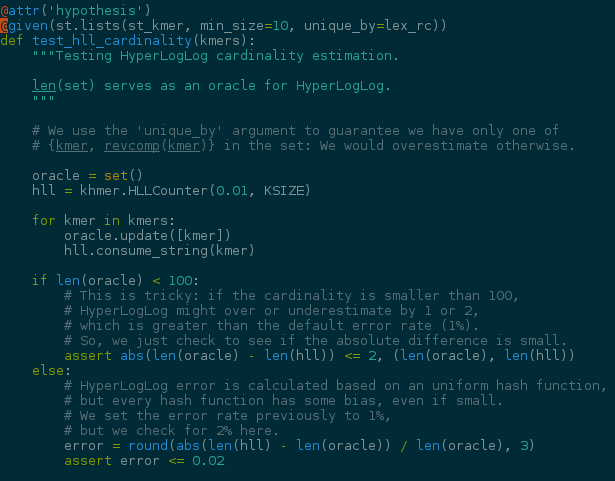 @attr('hypothesis')
@given(st.lists(st_kmer, min_size=10, unique_by=lex_rc))
def test_hll_cardinality(kmers):
    """Testing HyperLogLog cardinality estimation.

    len(set) serves as an oracle for HyperLogLog.
    """

    # We use the 'unique_by' argument to guarantee we have only one of
    # {kmer, revcomp(kmer)} in the set: We would overestimate otherwise.

    oracle = set()
    hll = khmer.HLLCounter(0.01, KSIZE)

    for kmer in kmers:
        oracle.update([kmer])
        hll.consume_string(kmer)

    if len(oracle) < 100:
        # This is tricky: if the cardinality is smaller than 100,
        # HyperLogLog might over or underestimate by 1 or 2,
        # which is greater than the default error rate (1%).
        # So, we just check to see if the absolute difference is small.
        assert abs(len(oracle) - len(hll)) <= 2, (len(oracle), len(hll))
    else:
        # HyperLogLog error is calculated based on an uniform hash function,
        # but every hash function has some bias, even if small.
        # We set the error rate previously to 1%,
        # but we check for 2% here.
        error = round(abs(len(hll) - len(oracle)) / len(oracle), 3)
        assert error <= 0.02